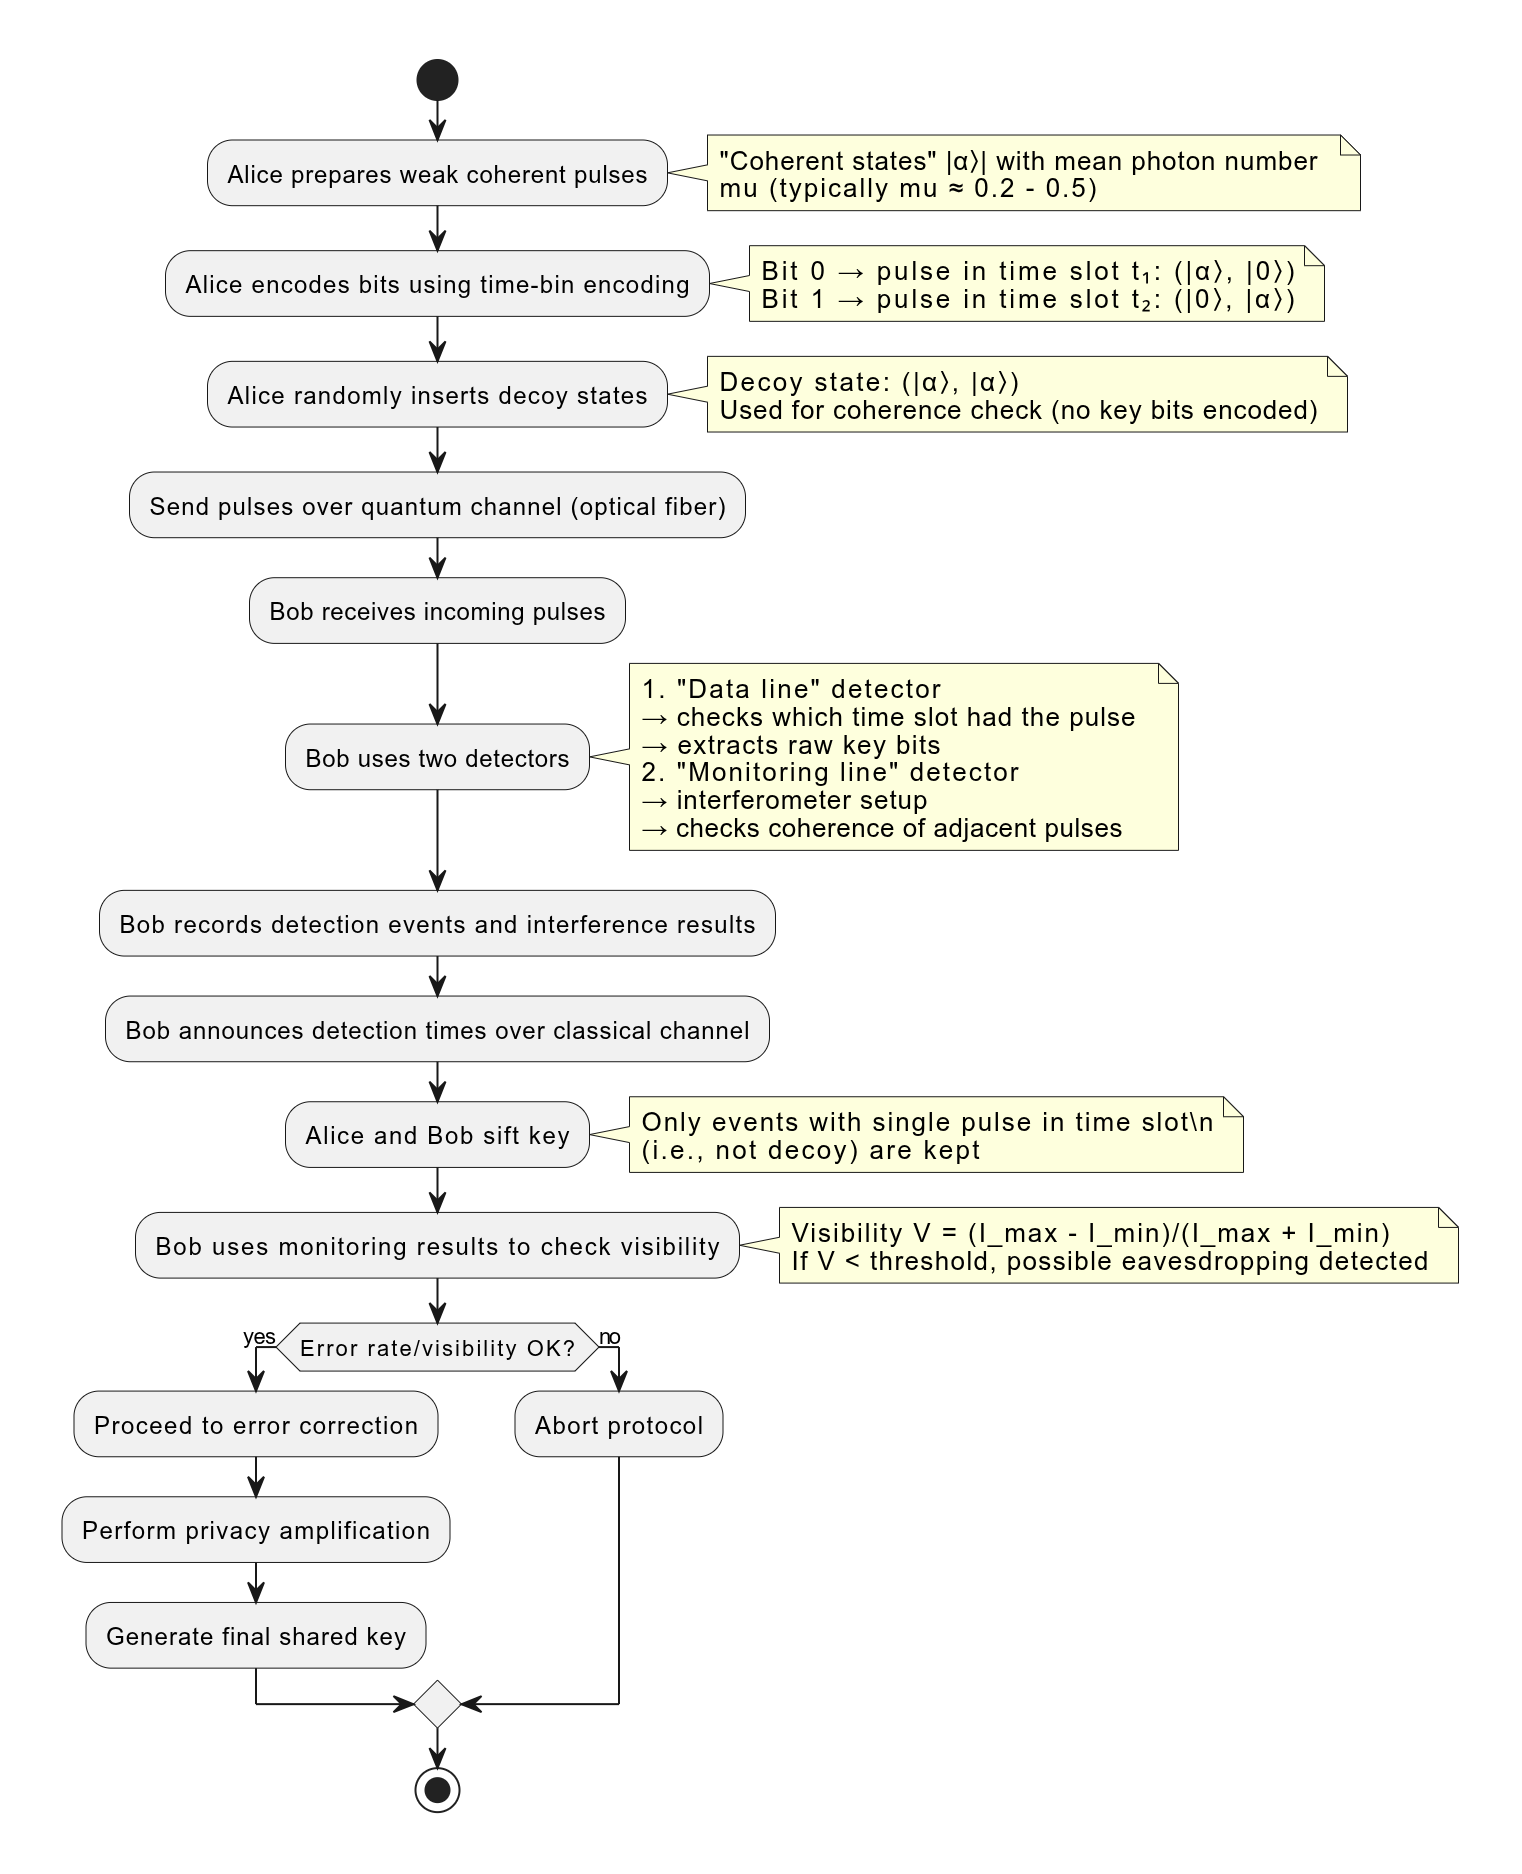 Alice prepares weak coherent pulses
"Coherent states" |α⟩| with mean photon number
mu (typically mu ≈ 0.2 - 0.5)
Alice encodes bits using time-bin encoding
Bit 0 → pulse in time slot t₁: (|α⟩, |0⟩)
Bit 1 → pulse in time slot t₂: (|0⟩, |α⟩)
Alice randomly inserts decoy states
Decoy state: (|α⟩, |α⟩)
Used for coherence check (no key bits encoded)
Send pulses over quantum channel (optical fiber)
Bob receives incoming pulses
Bob uses two detectors
1. "Data line" detector
→ checks which time slot had the pulse
→ extracts raw key bits
2. "Monitoring line" detector
→ interferometer setup
→ checks coherence of adjacent pulses
Bob records detection events and interference results
Bob announces detection times over classical channel
Alice and Bob sift key
Only events with single pulse in time slot\n
(i.e., not decoy) are kept
Bob uses monitoring results to check visibility
Visibility V = (I_max - I_min)/(I_max + I_min)
If V < threshold, possible eavesdropping detected
yes
Error rate/visibility OK?
no
Proceed to error correction
Abort protocol
Perform privacy amplification
Generate final shared key